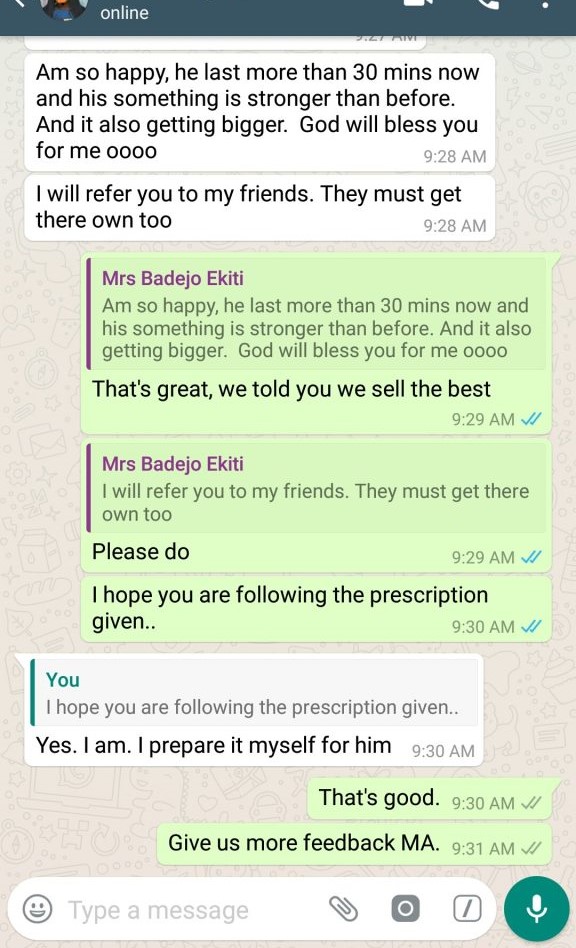 online
9:27 AM
Am so happy, he last more than 30 mins now
and his something is stronger than before.
And it also getting bigger.  God will bless you
for me oooo
9:28 AM
I will refer you to my friends. They must get
there own too
9:28 AM
Mrs Badejo Ekiti
Am so happy, he last more than 30 mins now and
his something is stronger than before. And it also
getting bigger.  God will bless you for me oooo
That's great, we told you we sell the best
9:29 AM
Mrs Badejo Ekiti
I will refer you to my friends. They must get there
own too
Please do
9:29 AM
I hope you are following the prescription
given..
9:30 AM
You
I hope you are following the prescription given..
Yes. I am. I prepare it myself for him
9:30 AM
That's good.
9:30 AM
Give us more feedback MA.
9:31 AM
Type a message